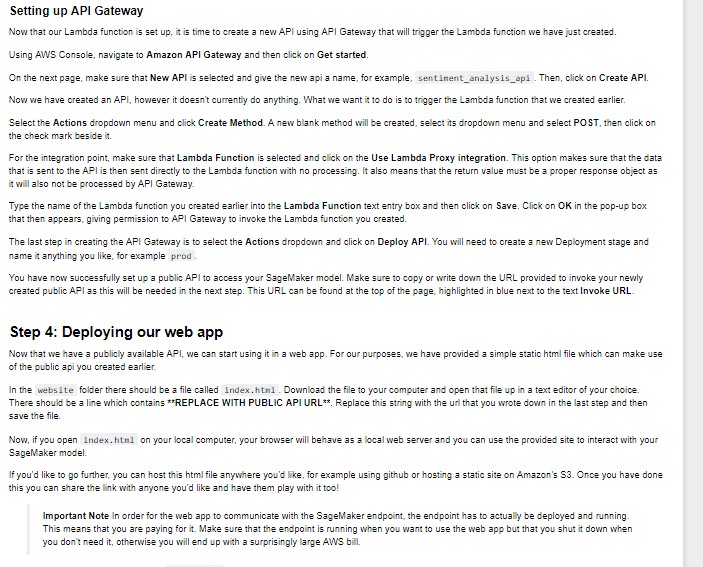 Setting up API Gateway
Now that our Lambda function is set up, it is time to create a new API using API Gateway that will trigger the Lambda function we have just created.
Using AWS Console, navigate to Amazon API Gateway and then click on Get started.
On the next page, make sure that New API is selected and give the new api a name, for example, sentiment_analysis_api . Then, click on Create API.
Now we have created an API, however it doesn't currently do anything. What we want it to do is to trigger the Lambda function that we created earlier.
Select the Actions dropdown menu and click Create Method. A new blank method will be created, select its dropdown menu and select POST, then click on
the check mark beside it.
For the integration point, make sure that Lambda Function is selected and click on the Use Lambda Proxy integration. This option makes sure that the data
that is sent to the API is then sent directly to the Lambda function with no processing. It also means that the return value must be a proper response object as
it will also not be processed by API Gateway.
Type the name of the Lambda function you created earlier into the Lambda Function text entry box and then click on Save. Click on OK in the pop-up box
that then appears, giving permission to API Gateway to invoke the Lambda function you created.
The last step in creating the API Gateway is to select the Actions dropdown and click on Deploy API. You will need to create a new Deployment stage and
name it anything you like, for example prod .
You have now successfully set up a public API to access your SageMaker model. Make sure to copy or write down the URL provided to invoke your newly
created public API as this will be needed in the next step. This URL can be found at the top of the page, highlighted in blue next to the text Invoke URL.
Step 4: Deploying our web app
Now that we have a publicly available API, we can start using it in a web app. For our purposes, we have provided a simple static html file which can make use
of the public api you created earlier.
In the website folder there should be a file called index.html . Download the file to your computer and open that file up in a text editor of your choice.
There should be a line which contains **REPLACE WITH PUBLIC API URL**. Replace this string with the url that you wrote down in the last step and then
save the file.
Now, if you open index.html on your local computer, your browser will behave as a local web server and you can use the provided site to interact with your
SageMaker model.
If you'd like to go further, you can host this html file anywhere you'd like, for example using github or hosting a static site on Amazon's S3. Once you have done
this you can share the link with anyone you'd like and have them play with it too!
Important Note In order for the web app to communicate with the SageMaker endpoint, the endpoint has to actually be deployed and running.
This means that you are paying for it. Make sure that the endpoint is running when you want to use the web app but that you shut it down when
you don't need it, otherwise you will end up with a surprisingly large AWS bill.